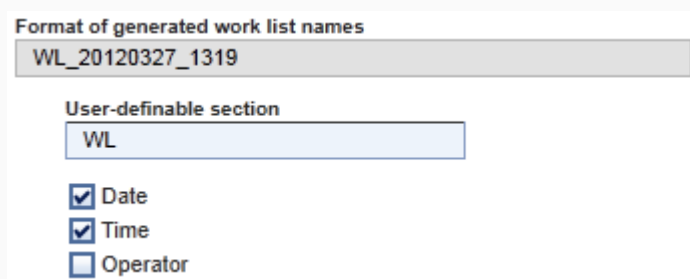 Format of generated work list names
WL_20120327_1319
User-definable section
WL
Date
Time
Operator